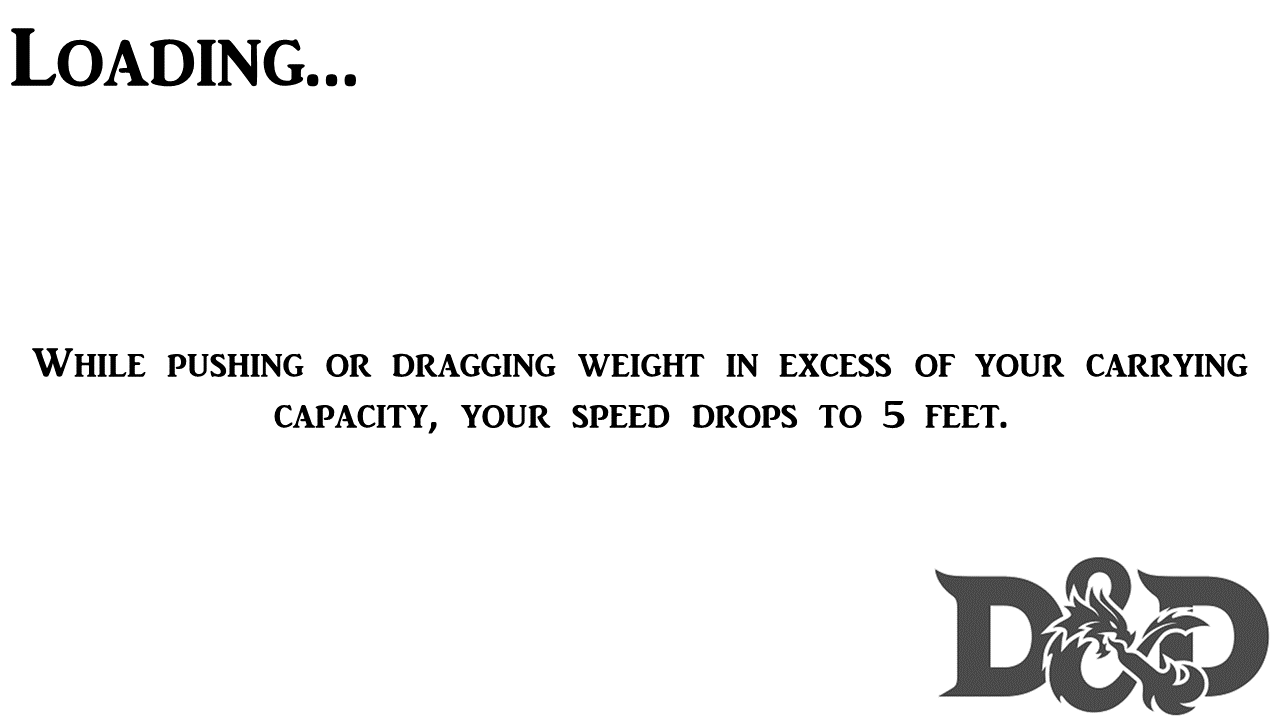 Loading...
While pushing or dragging weight in excess of your carrying
capacity, your speed drops to 5 feet.
D&D